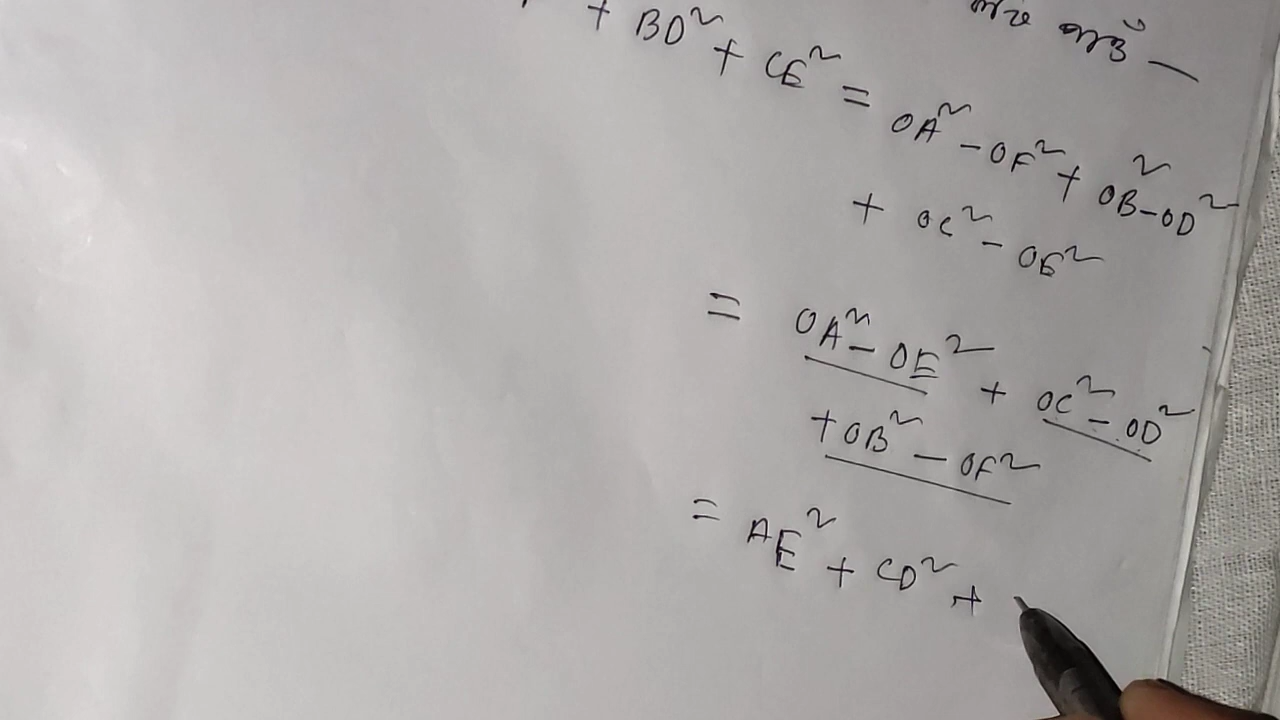 + BD² + CE² = OA² - OF² + OB² - OD²
+ OC² - OE²
= OA² - OE² + OC² - OD²
+ OB² - OF²
= AE² + CD² +